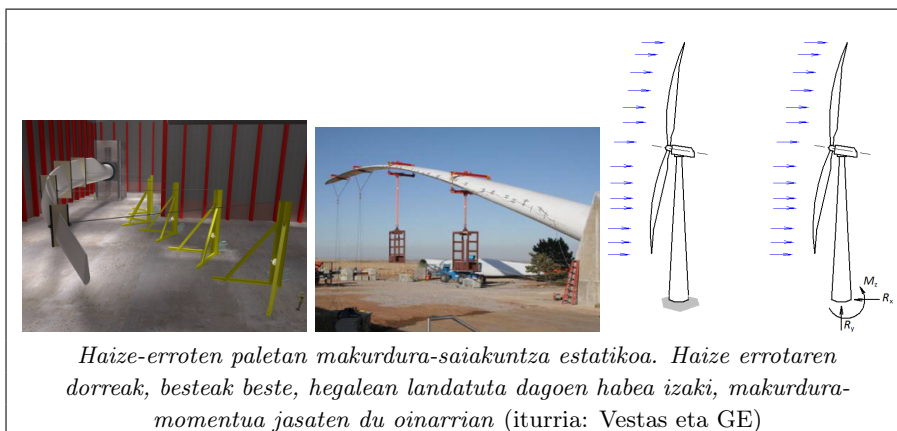 M_z
R_x
R_y
Haize-erroten paletan makurdura-saiakuntza estatikoa. Haize errotaren
dorreak, besteak beste, hegalean landatuta dagoen habea izaki, makurdura-
momentua jasaten du oinarrian (iturria: Vestas eta GE)